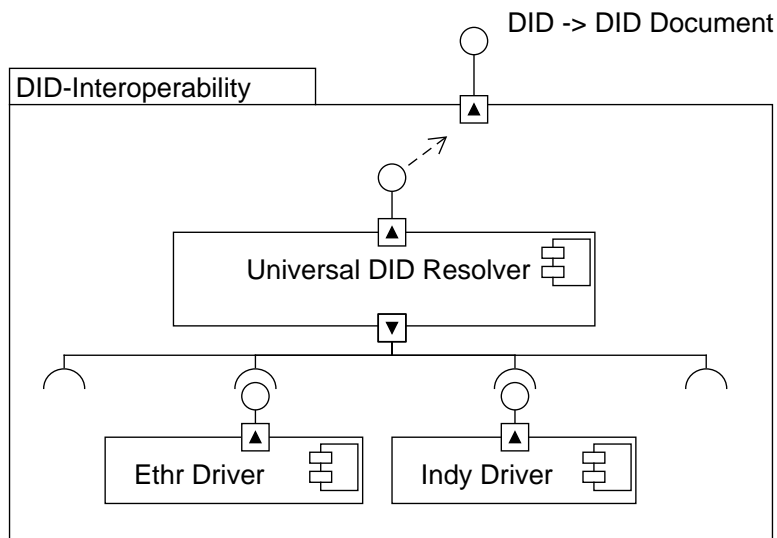 DID -> DID Document
DID-Interoperability
Universal DID Resolver
Ethr Driver
Indy Driver